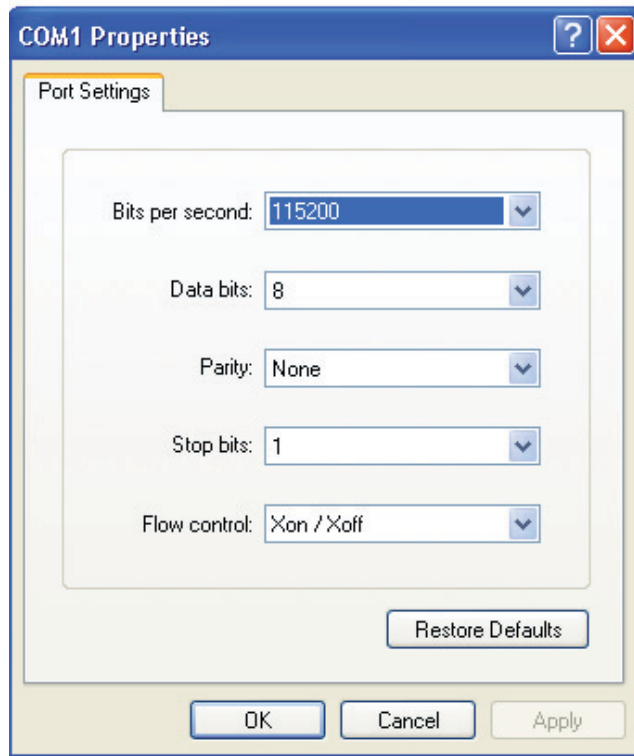 COM1 Properties
Port Settings
Bits per second: 115200
Data bits: 8
Parity: None
Stop bits: 1
Flow control: Xon / Xoff
Restore Defaults
OK Cancel Apply